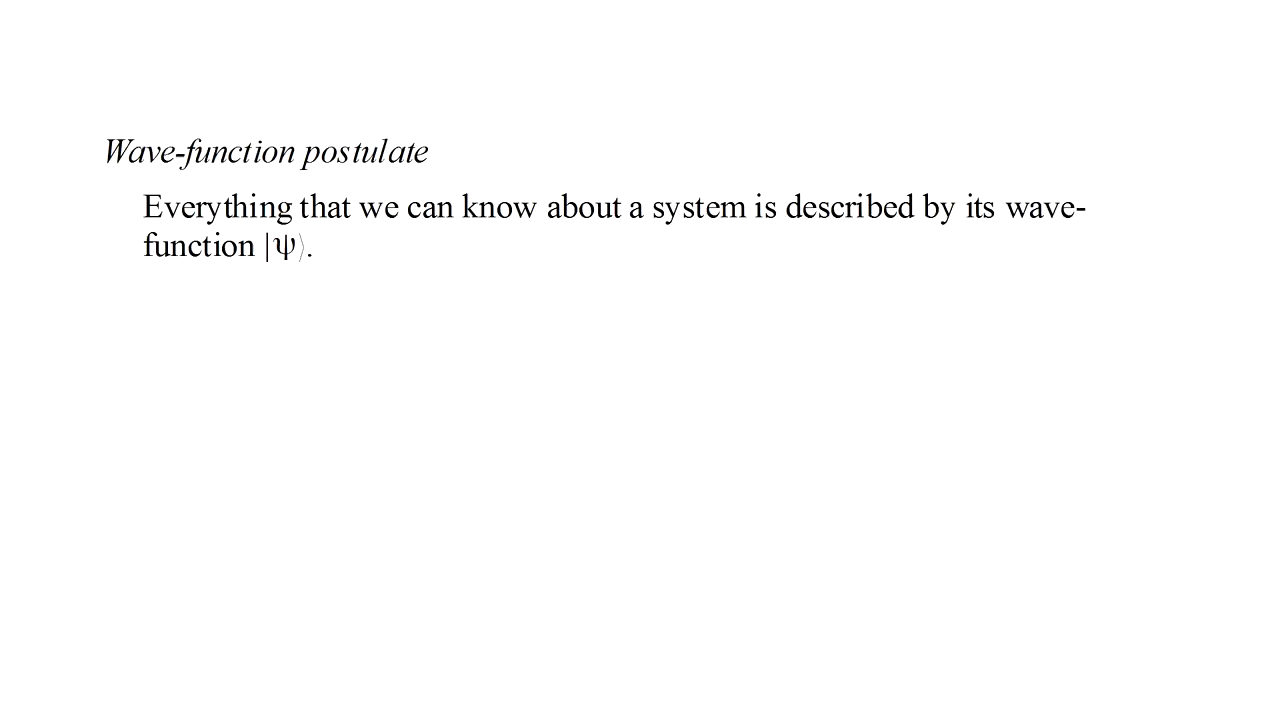 Wave-function postulate
Everything that we can know about a system is described by its wave-
function |ψ⟩.